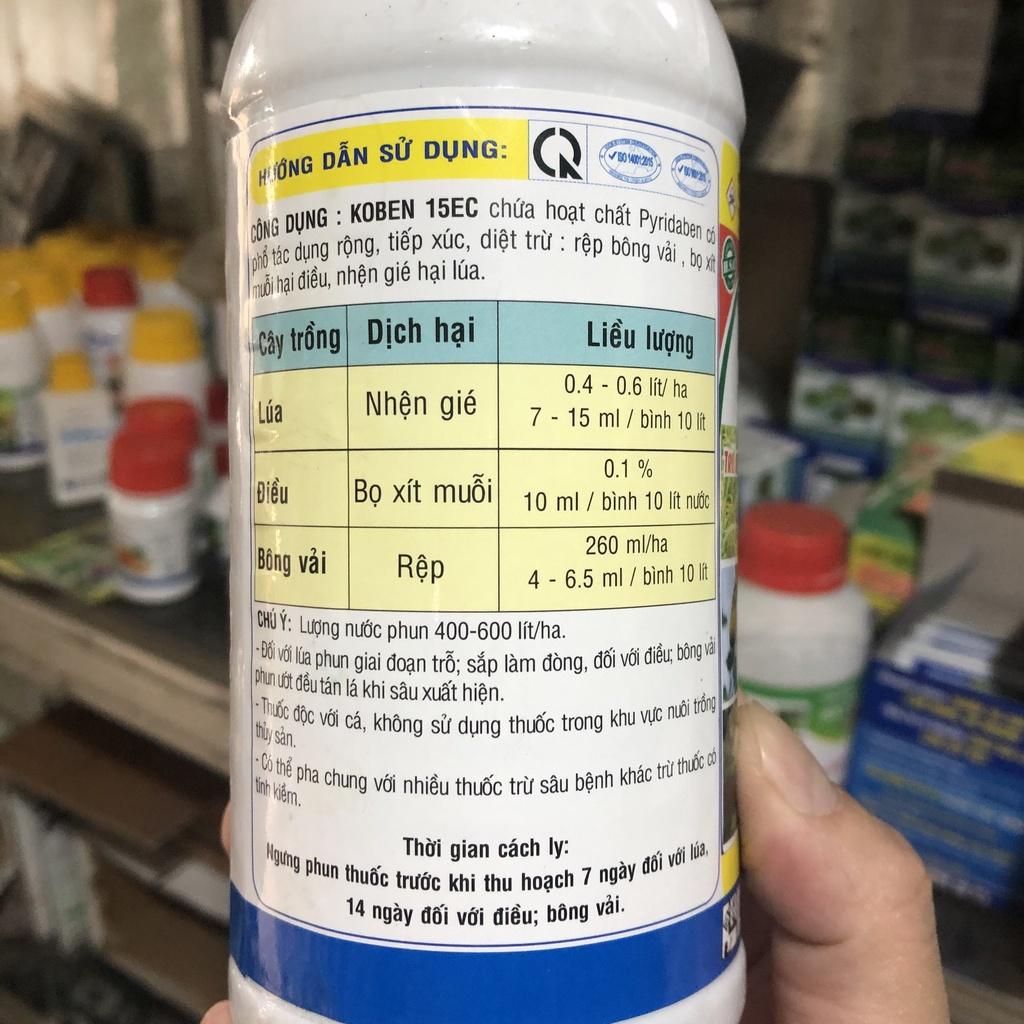 HƯỚNG DẪN SỬ DỤNG:
ISO 14001:2015
CÔNG DỤNG : KOBEN 15EC chứa hoạt chất Pyridaben có
phổ tác dụng rộng, tiếp xúc, diệt trừ : rệp bông vải , bọ xít
muỗi hại điều, nhện gié hại lúa.
Cây trồng Dịch hại Liều lượng
Lúa Nhện gié 0.4 - 0.6 lít/ ha
7 - 15 ml / bình 10 lít
Điều Bọ xít muỗi 0.1 %
10 ml / bình 10 lít nước
Bông vải Rệp 260 ml/ha
4 - 6.5 ml / bình 10 lít
CHÚ Ý: Lượng nước phun 400-600 lít/ha.
- Đối với lúa phun giai đoạn trỗ; sắp làm đòng, đối với điều; bông vải
phun ướt đều tán lá khi sâu xuất hiện.
- Thuốc độc với cá, không sử dụng thuốc trong khu vực nuôi trồng
thủy sản.
- Có thể pha chung với nhiều thuốc trừ sâu bệnh khác trừ thuốc có
tính kiềm.
Thời gian cách ly:
Ngưng phun thuốc trước khi thu hoạch 7 ngày đối với lúa,
14 ngày đối với điều; bông vải.